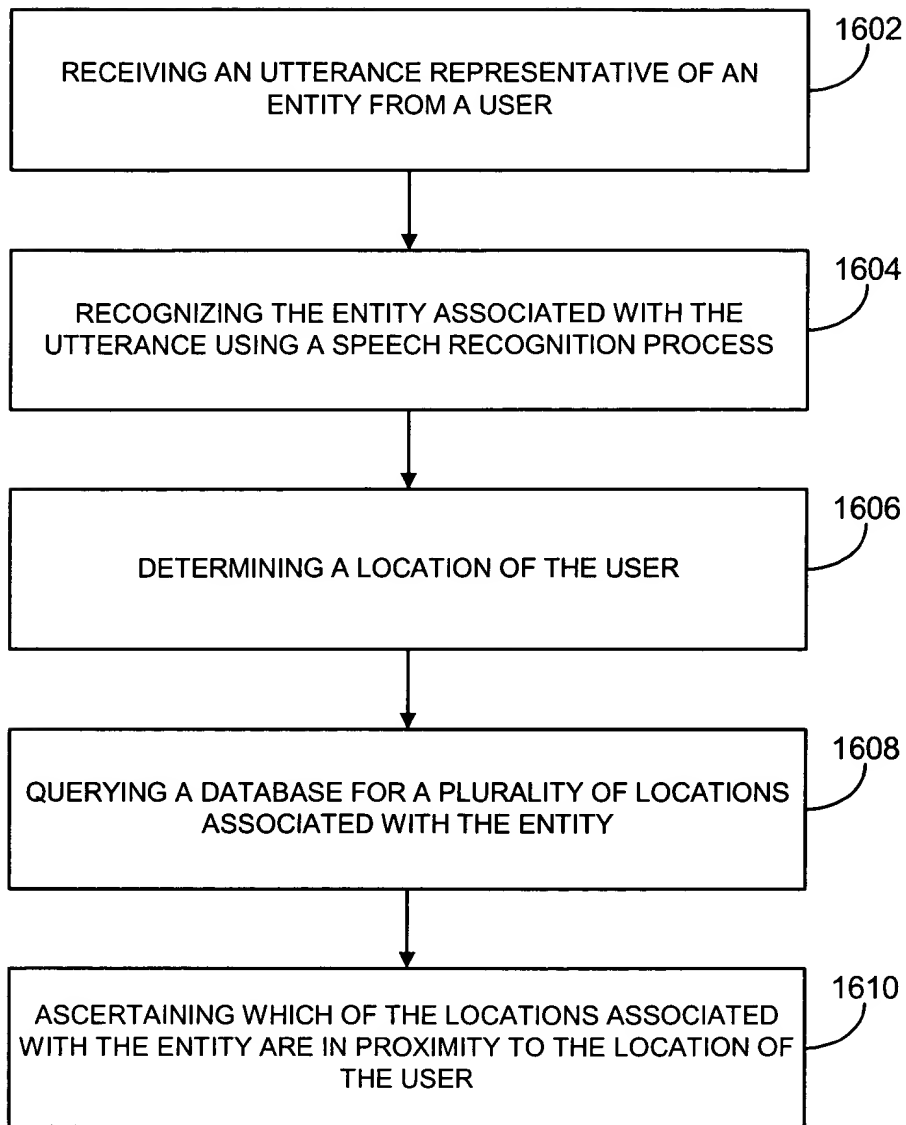 1602
RECEIVING AN UTTERANCE REPRESENTATIVE OF AN
ENTITY FROM A USER
1604
RECOGNIZING THE ENTITY ASSOCIATED WITH THE
UTTERANCE USING A SPEECH RECOGNITION PROCESS
1606
DETERMINING A LOCATION OF THE USER
1608
QUERYING A DATABASE FOR A PLURALITY OF LOCATIONS
ASSOCIATED WITH THE ENTITY
1610
ASCERTAINING WHICH OF THE LOCATIONS ASSOCIATED
WITH THE ENTITY ARE IN PROXIMITY TO THE LOCATION OF
THE USER